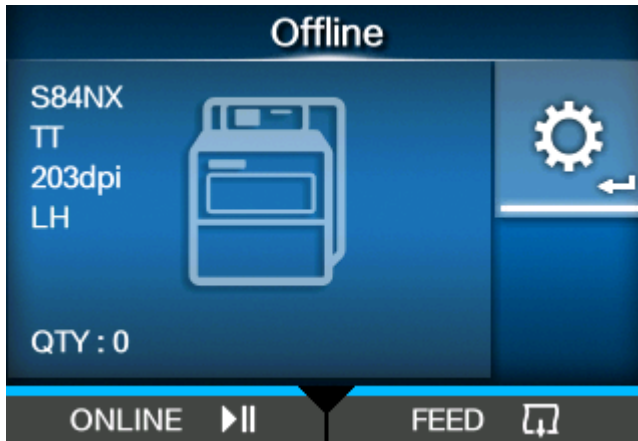 Offline
S84NX
TT
203dpi
LH
QTY : 0
ONLINE
FEED